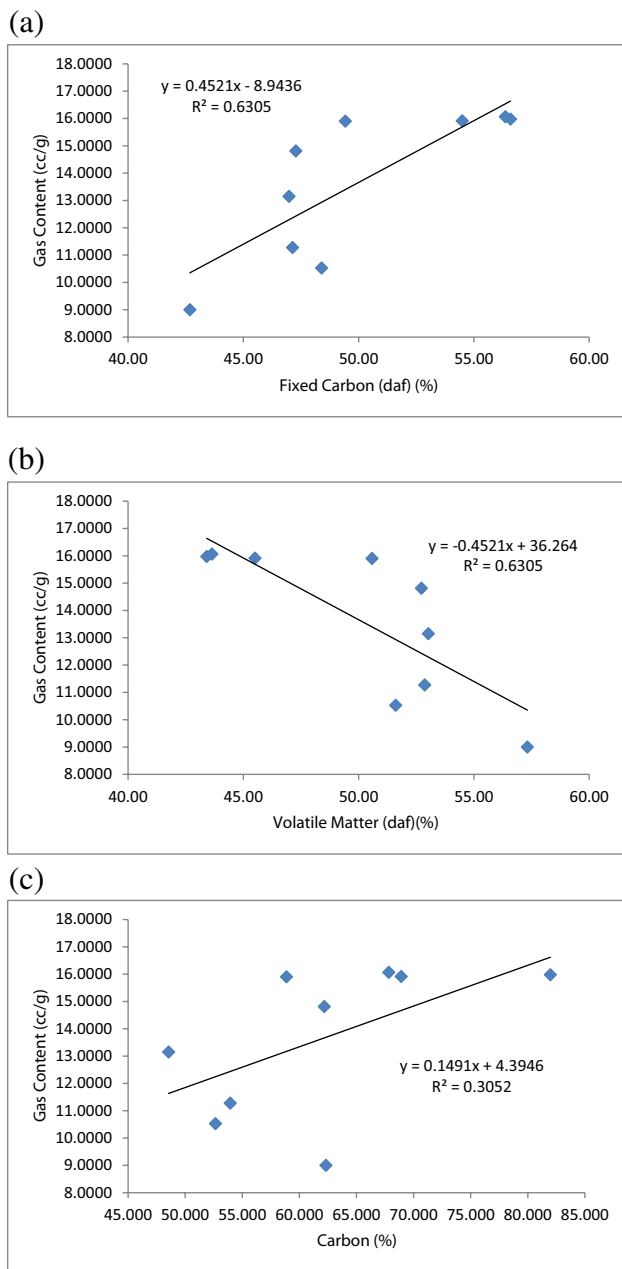 (a)
18.0000
17.0000
16.0000
15.0000
14.0000
13.0000
12.0000
11.0000
10.0000
9.0000
8.0000
Gas Content (cc/g)
y = 0.4521x - 8.9436
R² = 0.6305
40.00 45.00 50.00 55.00 60.00
Fixed Carbon (daf) (%)
(b)
18.0000
17.0000
16.0000
15.0000
14.0000
13.0000
12.0000
11.0000
10.0000
9.0000
8.0000
Gas Content (cc/g)
y = -0.4521x + 36.264
R² = 0.6305
40.00 45.00 50.00 55.00 60.00
Volatile Matter (daf)(%)
(c)
18.0000
17.0000
16.0000
15.0000
14.0000
13.0000
12.0000
11.0000
10.0000
9.0000
8.0000
Gas Content (cc/g)
y = 0.1491x + 4.3946
R² = 0.3052
45.000 50.000 55.000 60.000 65.000 70.000 75.000 80.000 85.000
Carbon (%)